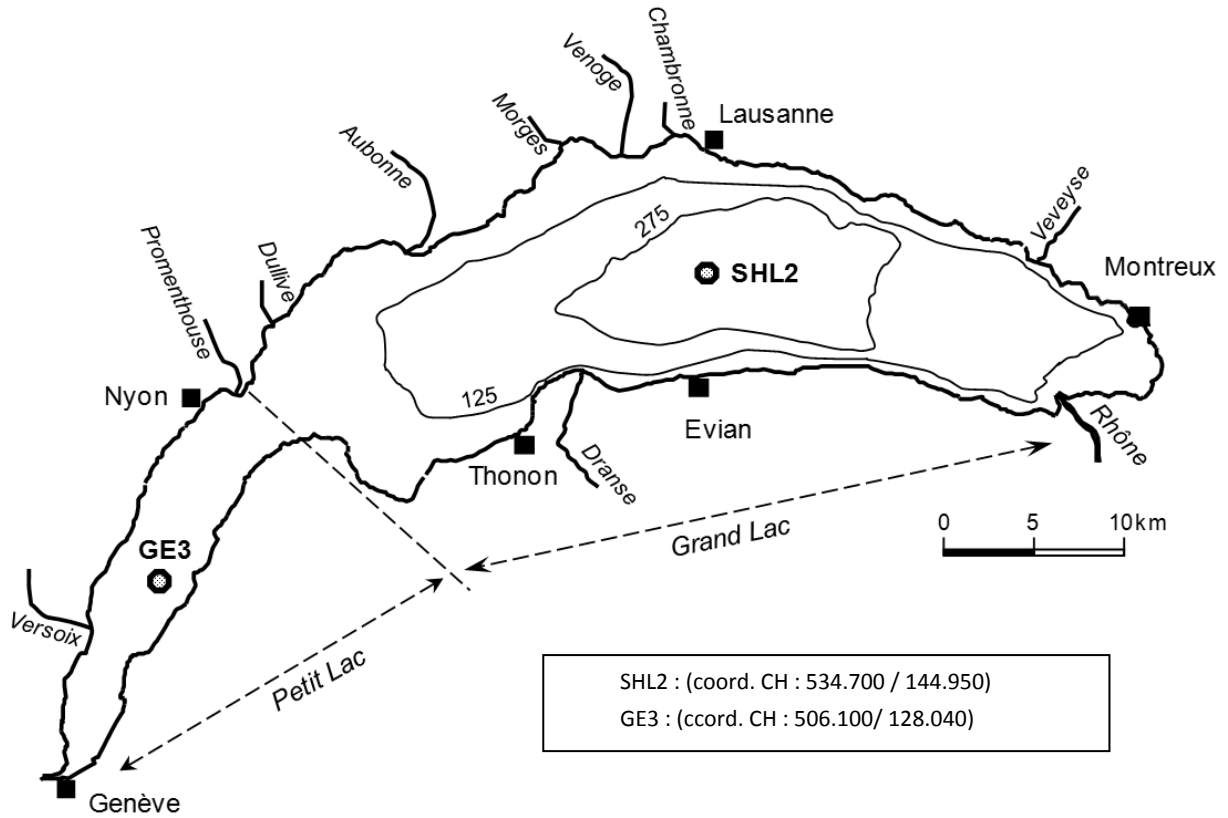 Venoge
Chambronne
Morges
Lausanne
Aubonne
Veveyse
275
Promenthouse
Dullive
SHL2
Montreux
Nyon
125
Evian
Rhône
Thonon
Dranse
0 5 10km
Grand Lac
GE3
Versoix
Petit Lac
SHL2 : (coord. CH : 534.700 / 144.950)
GE3 : (ccord. CH : 506.100/ 128.040)
Genève